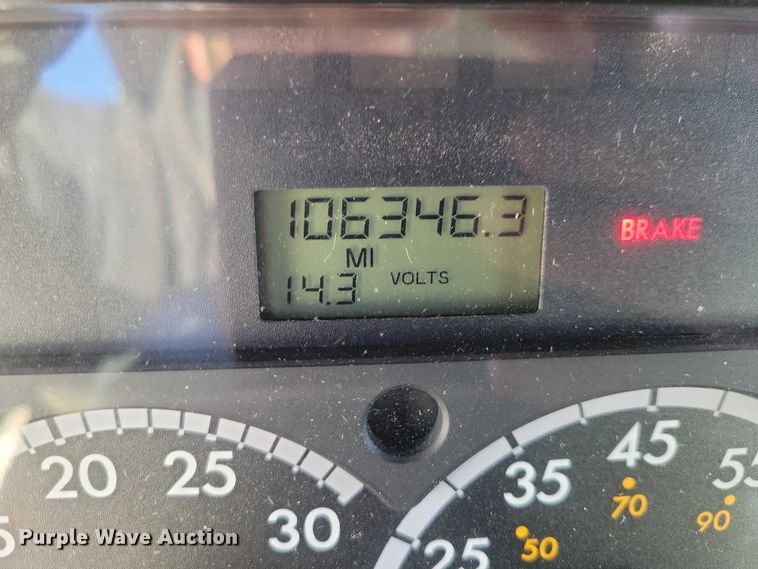 106346.3
MI
14.3 VOLTS
BRAKE
20 25 30
25 35 45 55
50 70 90
Purple Wave Auction